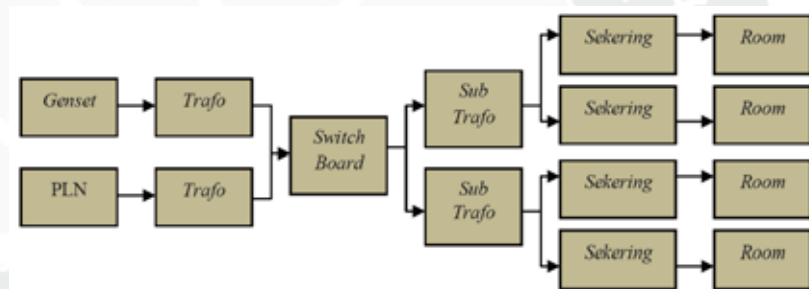 Genset
Trafo
PLN
Trafo
Switch
Board
Sub
Trafo
Sub
Trafo
Sekering
Room
Sekering
Room
Sekering
Room
Sekering
Room